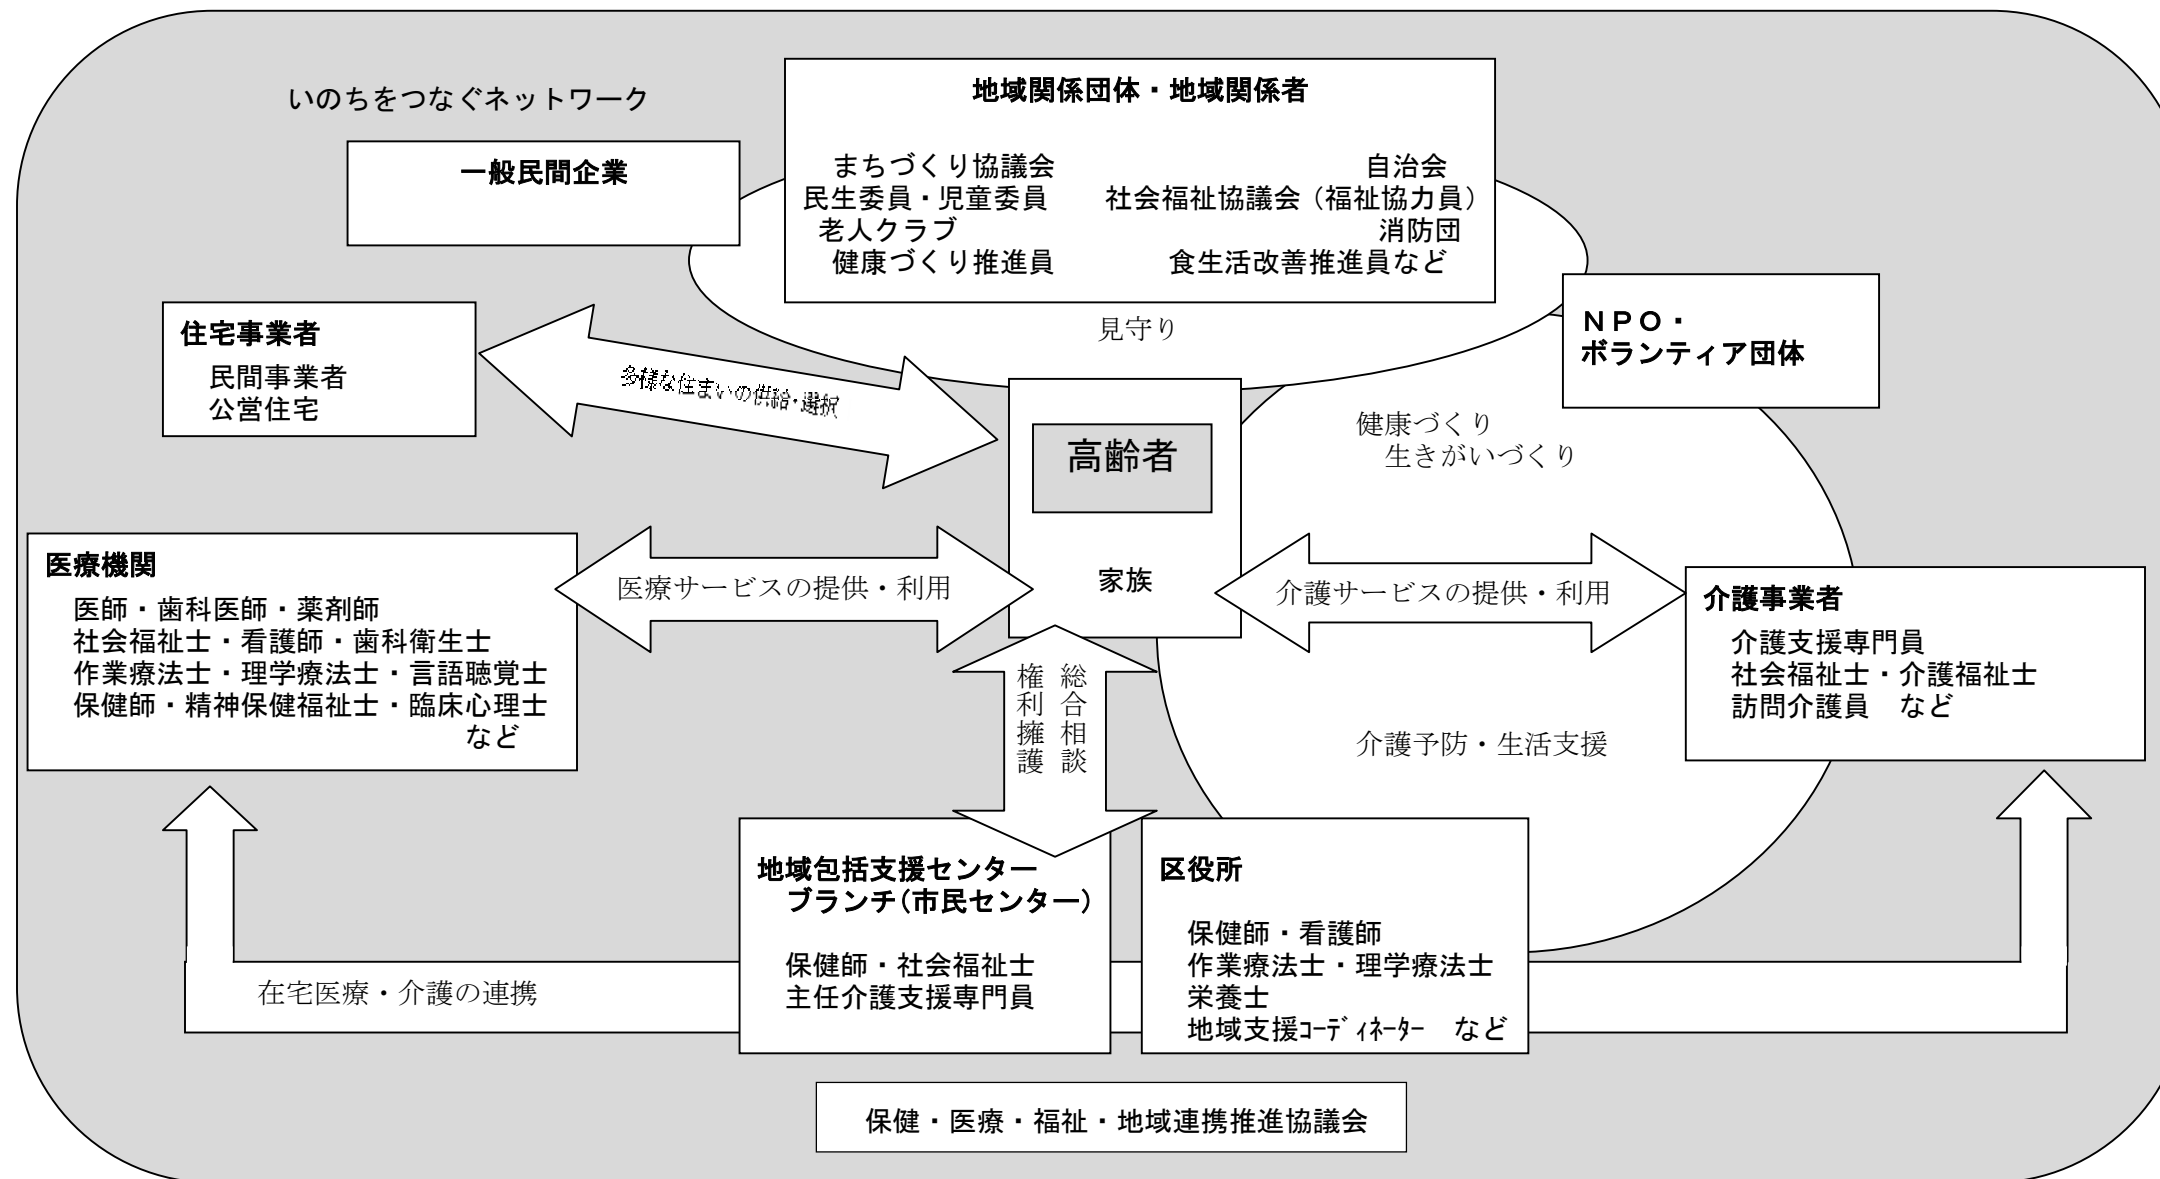 いのちをつなぐネットワーク
地域関係団体・地域関係者
まちづくり協議会 自治会
民生委員・児童委員 社会福祉協議会（福祉協力員）
老人クラブ 消防団
健康づくり推進員 食生活改善推進員など
一般民間企業
見守り
住宅事業者
民間事業者
公営住宅
多様な住まいの供給・選択
ＮＰＯ・
ボランティア団体
健康づくり
生きがいづくり
高齢者
家族
医療機関
医師・歯科医師・薬剤師
社会福祉士・看護師・歯科衛生士
作業療法士・理学療法士・言語聴覚士
保健師・精神保健福祉士・臨床心理士
など
医療サービスの提供・利用
介護サービスの提供・利用
介護事業者
介護支援専門員
社会福祉士・介護福祉士
訪問介護員　など
総合相談
権利擁護
介護予防・生活支援
地域包括支援センター
ブランチ（市民センター）
保健師・社会福祉士
主任介護支援専門員
区役所
保健師・看護師
作業療法士・理学療法士
栄養士
地域支援ｺｰﾃﾞｨﾈｰﾀｰ　など
在宅医療・介護の連携
保健・医療・福祉・地域連携推進協議会